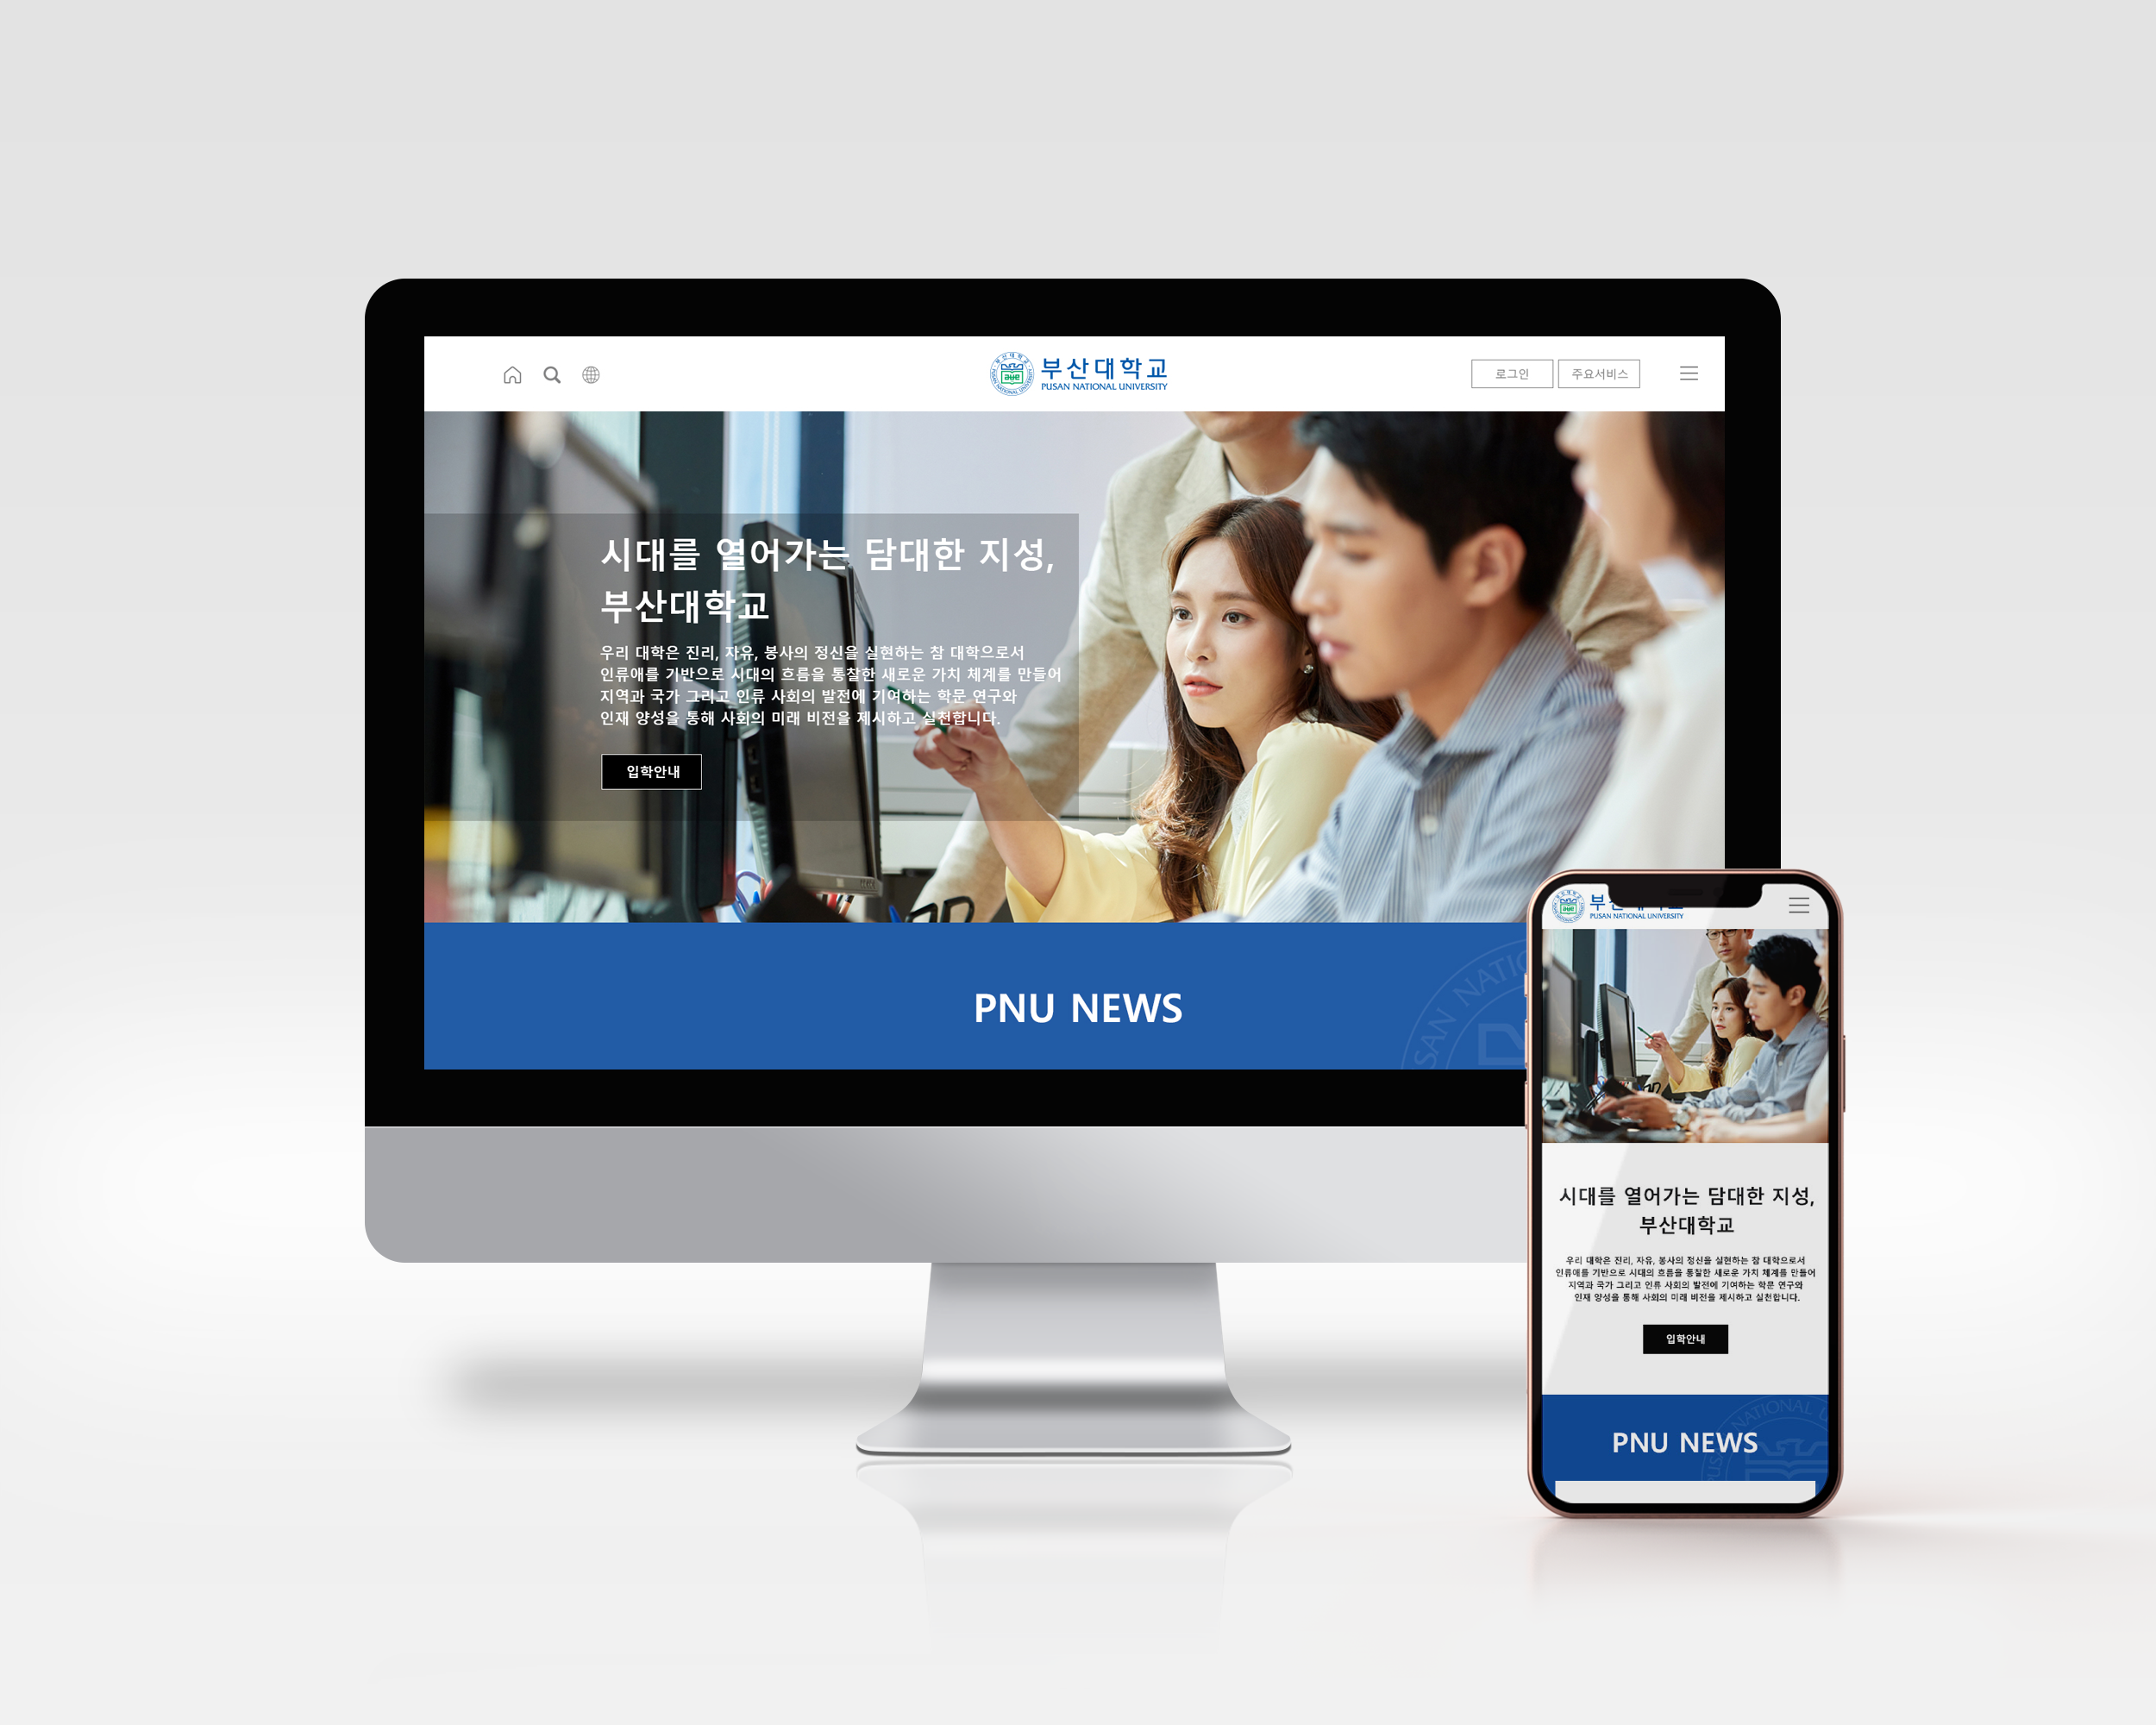 부산대학교
PUSAN NATIONAL UNIVERSITY
로그인
주요서비스
시대를 열어가는 담대한 지성,
부산대학교
우리 대학은 진리, 자유, 봉사의 정신을 실현하는 참 대학으로서
인류애를 기반으로 시대의 흐름을 통찰한 새로운 가치 체계를 만들어
지역과 국가 그리고 인류 사회의 발전에 기여하는 학문 연구와
인재 양성을 통해 사회의 미래 비전을 제시하고 실천합니다.
입학안내
PNU NEWS
PUSAN NATIONAL UNIVERSITY
시대를 열어가는 담대한 지성,
부산대학교
우리 대학은 진리, 자유, 봉사의 정신을 실현하는 참 대학으로서
인류애를 기반으로 시대의 흐름을 통찰한 새로운 가치 체계를 만들어
지역과 국가 그리고 인류 사회의 발전에 기여하는 학문 연구와
인재 양성을 통해 사회의 미래 비전을 제시하고 실천합니다.
입학안내
PNU NEWS